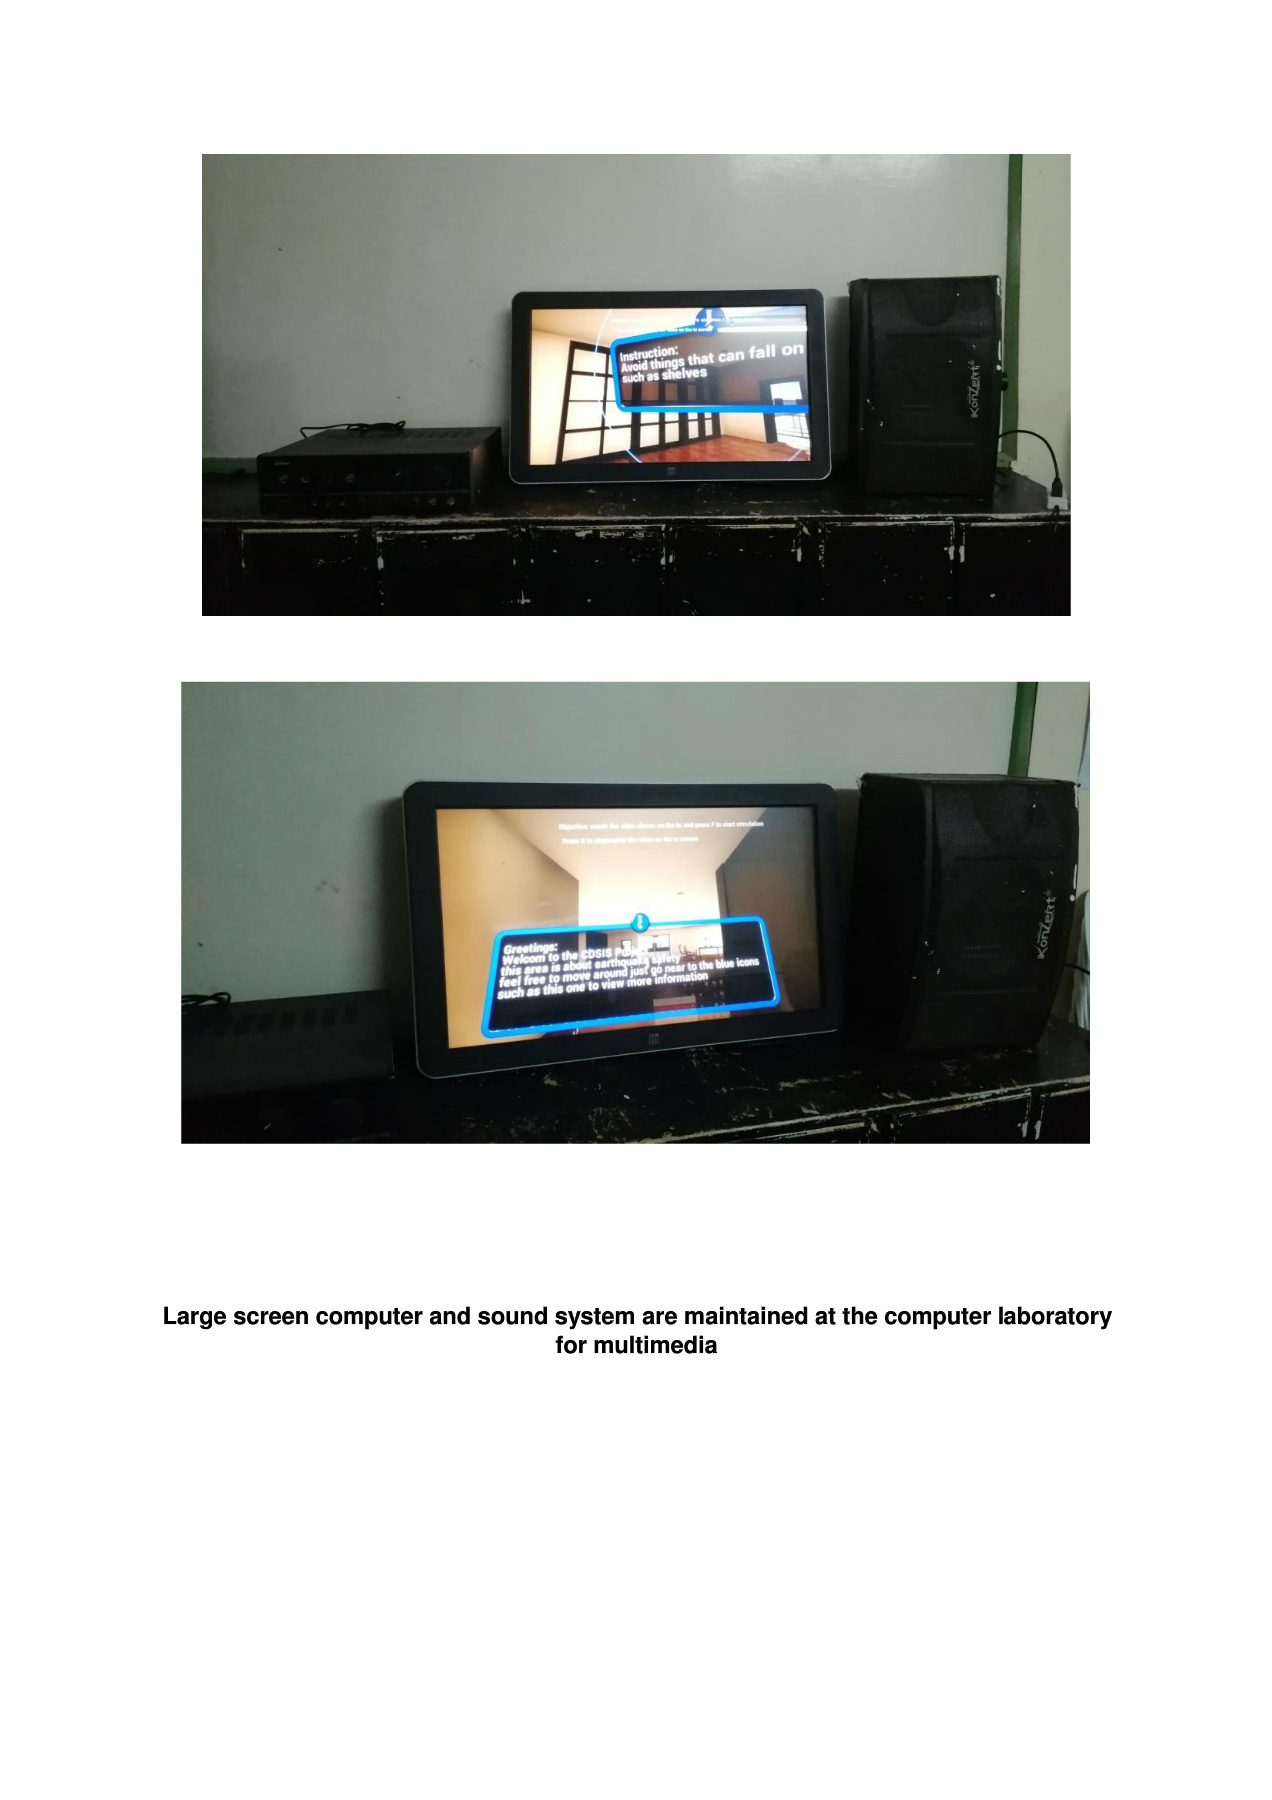 Instruction:
Avoid things that can fall on
such as shelves
Konzert
Objective: watch the video shown on the tv and press F to start simulation
Press E to play/replay the video on the tv screen
Greetings:
Welcom to the CDSIS
this area is about earthquake safety
feel free to move around just go near to the blue icons
such as this one to view more information
Konzert
Large screen computer and sound system are maintained at the computer laboratory
for multimedia